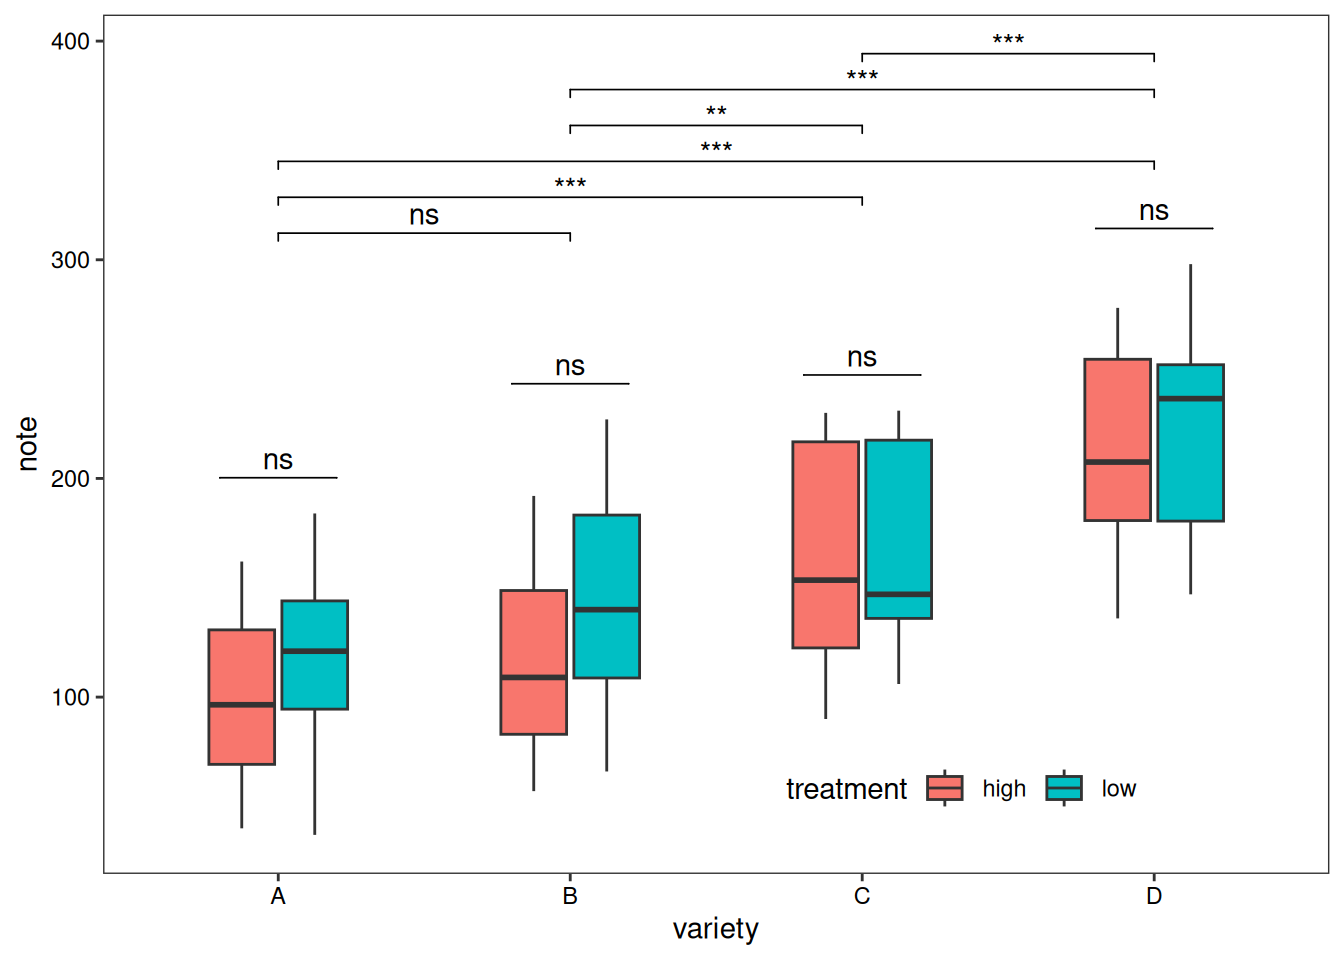 400
***
***
**
***
***
ns
ns
300
ns
ns
200
ns
100
note
treatment high low
A B C D
variety